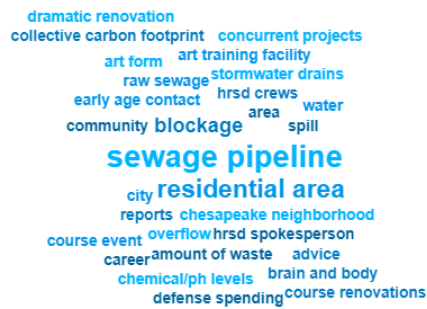 dramatic renovation
collective carbon footprint concurrent projects
art form art training facility
raw sewage stormwater drains
early age contact hrsd crews
area water
community blockage spill
sewage pipeline
city residential area
reports chesapeake neighborhood
course event overflow hrsd spokesperson
career amount of waste advice
chemical/ph levels brain and body
defense spending course renovations